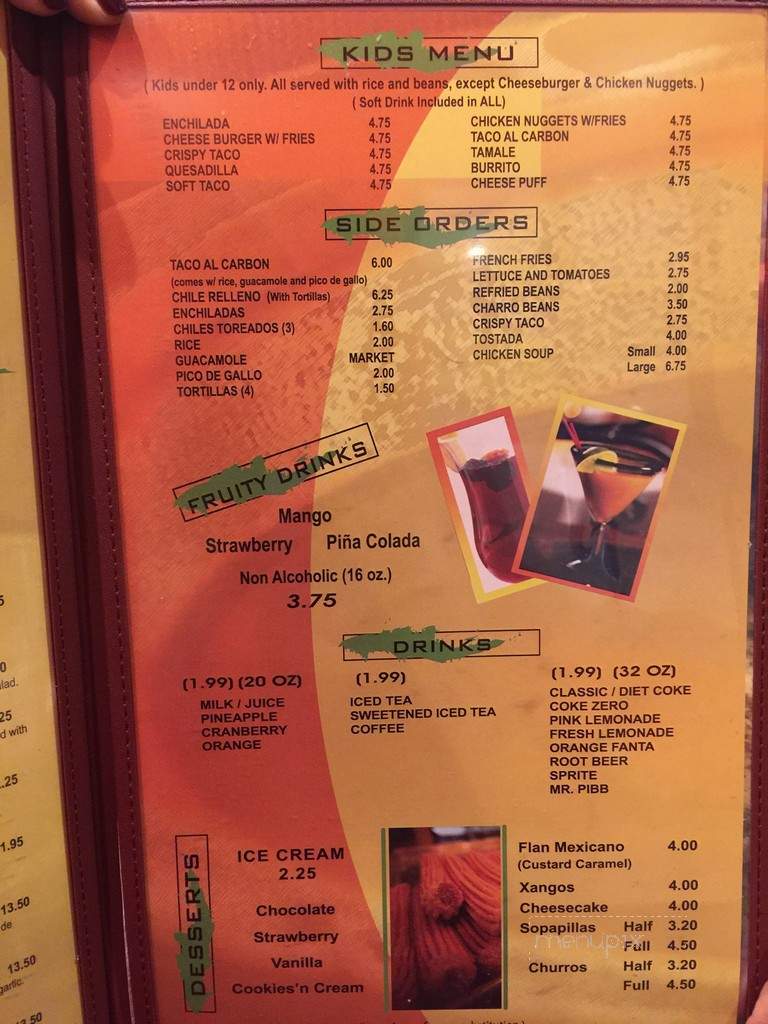 KIDS MENU
( Kids under 12 only. All served with rice and beans, except Cheeseburger & Chicken Nuggets. )
( Soft Drink Included in ALL)
ENCHILADA 4.75
CHEESE BURGER W/ FRIES 4.75
CRISPY TACO 4.75
QUESADILLA 4.75
SOFT TACO 4.75
CHICKEN NUGGETS W/FRIES 4.75
TACO AL CARBON 4.75
TAMALE 4.75
BURRITO 4.75
CHEESE PUFF 4.75
SIDE ORDERS
TACO AL CARBON 6.00
(comes w/ rice, guacamole and pico de gallo)
CHILE RELLENO (With Tortillas) 6.25
ENCHILADAS 2.75
CHILES TOREADOS (3) 1.60
RICE 2.00
GUACAMOLE MARKET
PICO DE GALLO 2.00
TORTILLAS (4) 1.50
FRENCH FRIES 2.95
LETTUCE AND TOMATOES 2.75
REFRIED BEANS 2.00
CHARRO BEANS 3.50
CRISPY TACO 2.75
TOSTADA 4.00
CHICKEN SOUP Small 4.00
Large 6.75
FRUITY DRINKS
Mango
Strawberry Piña Colada
Non Alcoholic (16 oz.)
3.75
DRINKS
(1.99) (20 OZ)
MILK / JUICE
PINEAPPLE
CRANBERRY
ORANGE
(1.99)
ICED TEA
SWEETENED ICED TEA
COFFEE
(1.99) (32 OZ)
CLASSIC / DIET COKE
COKE ZERO
PINK LEMONADE
FRESH LEMONADE
ORANGE FANTA
ROOT BEER
SPRITE
MR. PIBB
DESSERTS
ICE CREAM
2.25
Chocolate
Strawberry
Vanilla
Cookies'n Cream
Flan Mexicano 4.00
(Custard Caramel)
Xangos 4.00
Cheesecake 4.00
Sopapillas Half 3.20
Full 4.50
Churros Half 3.20
Full 4.50
menupix
d with
.25
1.95
13.50
de
13.50
garlic.